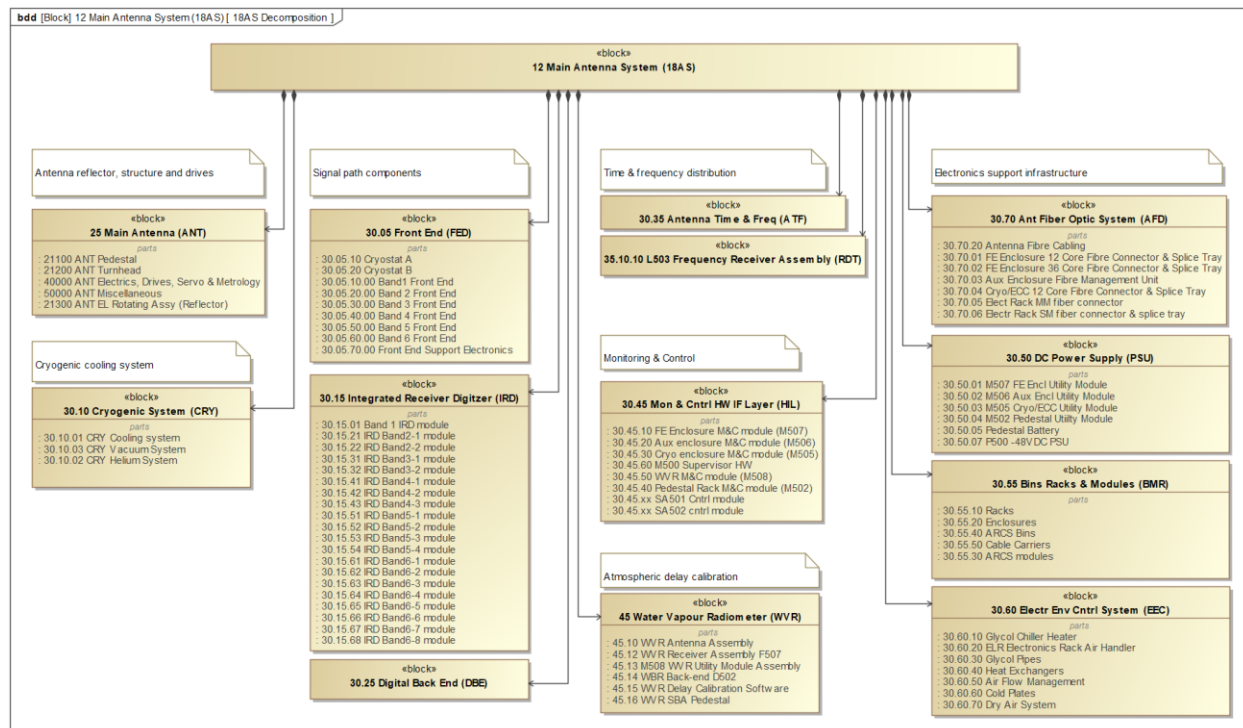 bdd [Block] 12 Main Antenna System (18AS) [ 18AS Decomposition ]
«block»
12 Main Antenna System (18AS)
Antenna reflector, structure and drives
«block»
25 Main Antenna (ANT)
parts
: 21100 ANT Pedestal
: 21200 ANT Turnhead
: 40000 ANT Electrics, Drives, Servo & Metrology
: 50000 ANT Miscellaneous
: 21300 ANT EL Rotating Assy (Reflector)
Cryogenic cooling system
«block»
30.10 Cryogenic System (CRY)
parts
: 30.10.01 CRY Cooling system
: 30.10.03 CRY Vacuum System
: 30.10.02 CRY Helium System
Signal path components
«block»
30.05 Front End (FED)
parts
: 30.05.10 Cryostat A
: 30.05.20 Cryostat B
: 30.05.10.00 Band1 Front End
: 30.05.20.00 Band 2 Front End
: 30.05.30.00 Band 3 Front End
: 30.05.40.00 Band 4 Front End
: 30.05.50.00 Band 5 Front End
: 30.05.60.00 Band 6 Front End
: 30.05.70.00 Front End Support Electronics
«block»
30.15 Integrated Receiver Digitzer (IRD)
parts
: 30.15.01 Band 1 IRD module
: 30.15.21 IRD Band2-1 module
: 30.15.22 IRD Band2-2 module
: 30.15.31 IRD Band3-1 module
: 30.15.32 IRD Band3-2 module
: 30.15.41 IRD Band4-1 module
: 30.15.42 IRD Band4-2 module
: 30.15.43 IRD Band4-3 module
: 30.15.51 IRD Band5-1 module
: 30.15.52 IRD Band5-2 module
: 30.15.53 IRD Band5-3 module
: 30.15.54 IRD Band5-4 module
: 30.15.61 IRD Band6-1 module
: 30.15.62 IRD Band6-2 module
: 30.15.63 IRD Band6-3 module
: 30.15.64 IRD Band6-4 module
: 30.15.65 IRD Band6-5 module
: 30.15.66 IRD Band6-6 module
: 30.15.67 IRD Band6-7 module
: 30.15.68 IRD Band6-8 module
«block»
30.25 Digital Back End (DBE)
Time & frequency distribution
«block»
30.35 Antenna Time & Freq (ATF)
«block»
35.10.10 L503 Frequency Receiver Assembly (RDT)
Monitoring & Control
«block»
30.45 Mon & Cntrl HW IF Layer (HIL)
parts
: 30.45.10 FE Enclosure M&C module (M507)
: 30.45.20 Aux enclosure M&C module (M506)
: 30.45.30 Cryo enclosure M&C module (M505)
: 30.45.60 M500 Supervisor HW
: 30.45.50 WVR M&C module (M508)
: 30.45.40 Pedestal Rack M&C module (M502)
: 30.45.xx SA501 Cntrl module
: 30.45.xx SA502 cntrl module
Atmospheric delay calibration
«block»
45 Water Vapour Radiometer (WVR)
parts
: 45.10 WVR Antenna Assembly
: 45.12 WVR Receiver Assembly F507
: 45.13 M508 WVR Utility Module Assembly
: 45.14 WBR Back-end D502
: 45.15 WVR Delay Calibration Software
: 45.16 WVR SBA Pedestal
Electronics support infrastructure
«block»
30.70 Ant Fiber Optic System (AFD)
parts
: 30.70.20 Antenna Fibre Cabling
: 30.70.01 FE Enclosure 12 Core Fibre Connector & Splice Tray
: 30.70.02 FE Enclosure 36 Core Fibre Connector & Splice Tray
: 30.70.03 Aux Enclosure Fibre Management Unit
: 30.70.04 Cryo/ECC 12 Core Fibre Connector & Splice Tray
: 30.70.05 Elect Rack MM fiber connector
: 30.70.06 Electr Rack SM fiber connector & splice tray
«block»
30.50 DC Power Supply (PSU)
parts
: 30.50.01 M507 FE Encl Utility Module
: 30.50.02 M506 Aux Encl Utility Module
: 30.50.03 M505 Cryo/ECC Utility Module
: 30.50.04 M502 Pedestal Utility Module
: 30.50.05 Pedestal Battery
: 30.50.07 P500 -48V DC PSU
«block»
30.55 Bins Racks & Modules (BMR)
parts
: 30.55.10 Racks
: 30.55.20 Enclosures
: 30.55.40 ARCS Bins
: 30.55.50 Cable Carriers
: 30.55.30 ARCS modules
«block»
30.60 Electr Env Cntrl System (EEC)
parts
: 30.60.10 Glycol Chiller Heater
: 30.60.20 ELR Electronics Rack Air Handler
: 30.60.30 Glycol Pipes
: 30.60.40 Heat Exchangers
: 30.60.50 Air Flow Management
: 30.60.60 Cold Plates
: 30.60.70 Dry Air System